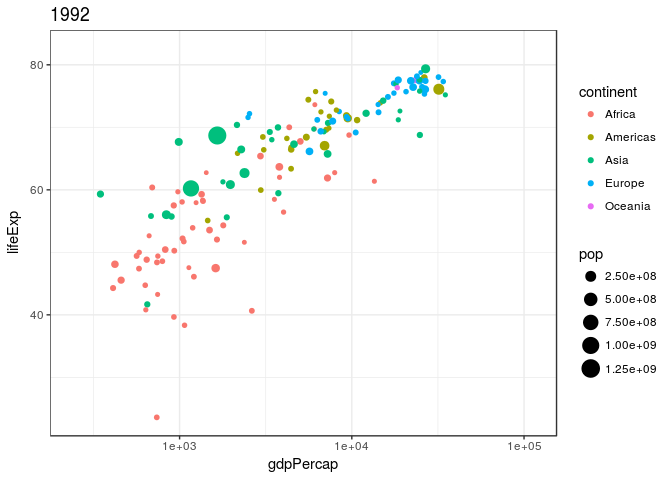 1992
80
60
40
lifeExp
1e+03
1e+04
1e+05
gdpPercap
continent
Africa
Americas
Asia
Europe
Oceania
pop
2.50e+08
5.00e+08
7.50e+08
1.00e+09
1.25e+09